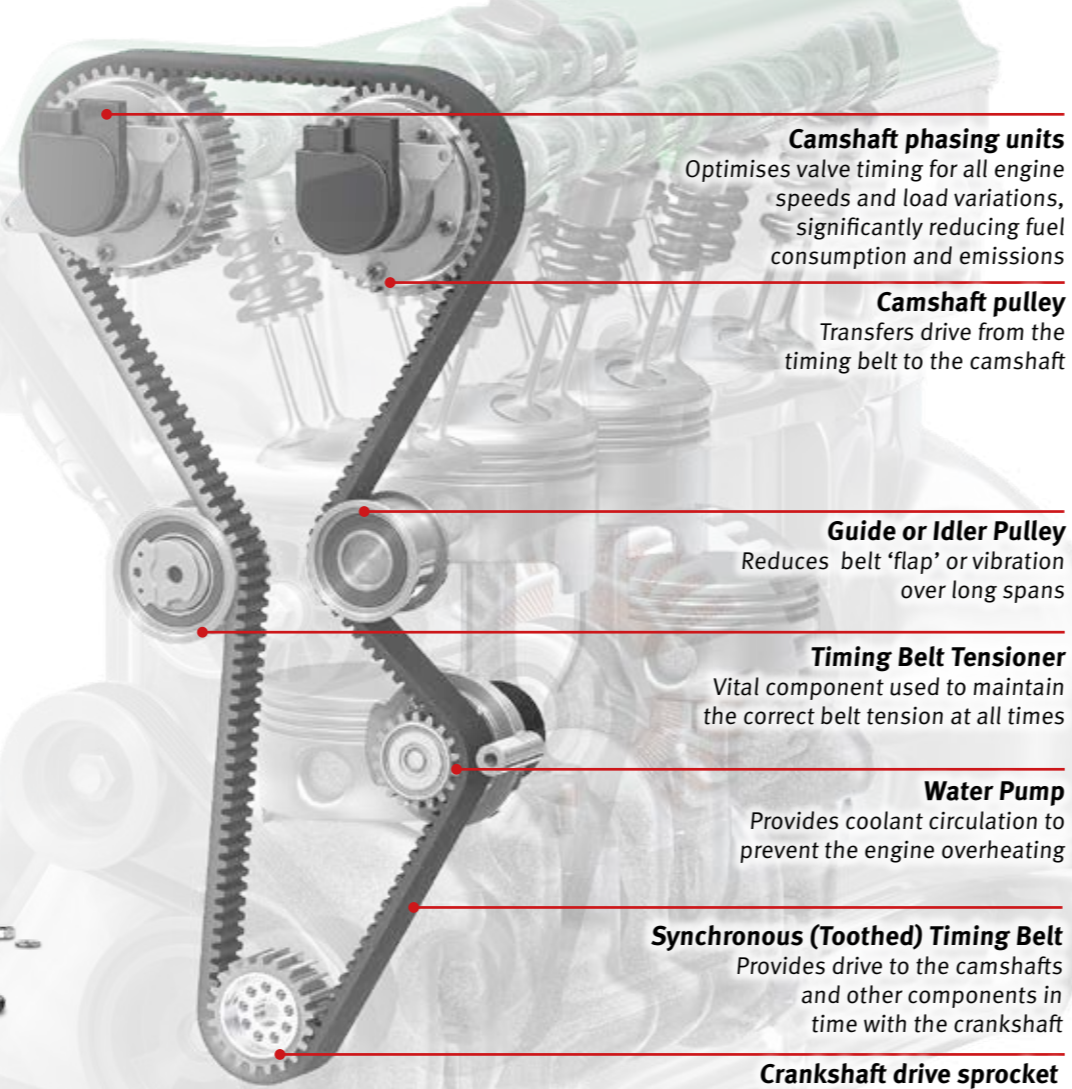 Camshaft phasing units
Optimises valve timing for all engine
speeds and load variations,
significantly reducing fuel
consumption and emissions
Camshaft pulley
Transfers drive from the
timing belt to the camshaft
Guide or Idler Pulley
Reduces  belt ‘flap’ or vibration
over long spans
Timing Belt Tensioner
Vital component used to maintain
the correct belt tension at all times
Water Pump
Provides coolant circulation to
prevent the engine overheating
Synchronous (Toothed) Timing Belt
Provides drive to the camshafts
and other components in
time with the crankshaft
Crankshaft drive sprocket